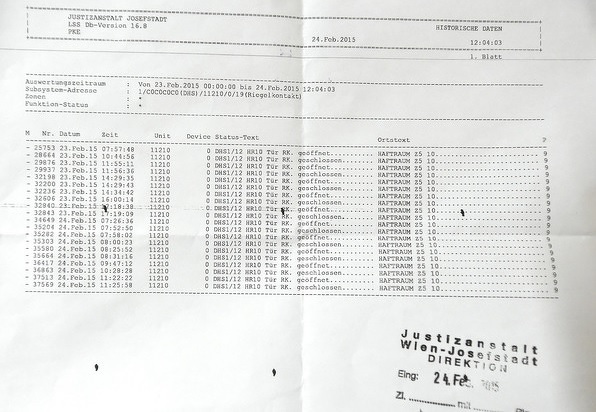 JUSTIZANSTALT JOSEFSTADT
LSS Db-Version 16.8
PKE
HISTORISCHE DATEN
24.Feb.2015 12:04:03
1. Blatt
Auswertungszeitraum : Von 23.Feb.2015 00:00:00 bis 24.Feb.2015 12:04:03
Subsystem-Adresse : 1/COCOCOCO(DHS)/11210/0/19(Riegelkontakt)
Zonen : *
Funktion-Status : *
M Nr. Datum Zeit Unit Device Status-Text Ortstext P
- 25753 23.Feb.15 07:57:48 11210 0 DHS1/12 HR10 Tür RK. geöffnet.......... HAFTRAUM Z5 10.......................... 9
- 28664 23.Feb.15 10:44:56 11210 0 DHS1/12 HR10 Tür RK. geschlossen....... HAFTRAUM Z5 10.......................... 9
- 29876 23.Feb.15 11:55:11 11210 0 DHS1/12 HR10 Tür RK. geöffnet.......... HAFTRAUM Z5 10.......................... 9
- 29937 23.Feb.15 11:56:36 11210 0 DHS1/12 HR10 Tür RK. geschlossen....... HAFTRAUM Z5 10.......................... 9
- 32198 23.Feb.15 14:29:35 11210 0 DHS1/12 HR10 Tür RK. geöffnet.......... HAFTRAUM Z5 10.......................... 9
- 32200 23.Feb.15 14:29:43 11210 0 DHS1/12 HR10 Tür RK. geschlossen....... HAFTRAUM Z5 10.......................... 9
- 32236 23.Feb.15 14:34:42 11210 0 DHS1/12 HR10 Tür RK. geöffnet.......... HAFTRAUM Z5 10.......................... 9
- 32606 23.Feb.15 16:00:14 11210 0 DHS1/12 HR10 Tür RK. geschlossen....... HAFTRAUM Z5 10.......................... 9
- 32840 23.Feb.15 11210 0 DHS1/12 HR10 Tür RK. geöffnet.......... HAFTRAUM Z5 10.......................... 9
- 32843 23.Feb.15 17:19:09 11210 0 DHS1/12 HR10 Tür RK. geschlossen....... HAFTRAUM Z5 10.......................... 9
- 34649 24.Feb.15 07:26:36 11210 0 DHS1/12 HR10 Tür RK. geöffnet.......... HAFTRAUM Z5 10.......................... 9
- 35204 24.Feb.15 07:52:50 11210 0 DHS1/12 HR10 Tür RK. geschlossen....... HAFTRAUM Z5 10.......................... 9
- 35282 24.Feb.15 07:58:02 11210 0 DHS1/12 HR10 Tür RK. geöffnet.......... HAFTRAUM Z5 10.......................... 9
- 35303 24.Feb.15 08:00:23 11210 0 DHS1/12 HR10 Tür RK. geschlossen....... HAFTRAUM Z5 10.......................... 9
- 35580 24.Feb.15 08:25:52 11210 0 DHS1/12 HR10 Tür RK. geöffnet.......... HAFTRAUM Z5 10.......................... 9
- 35664 24.Feb.15 08:31:16 11210 0 DHS1/12 HR10 Tür RK. geschlossen....... HAFTRAUM Z5 10.......................... 9
- 36417 24.Feb.15 09:47:12 11210 0 DHS1/12 HR10 Tür RK. geöffnet.......... HAFTRAUM Z5 10.......................... 9
- 36863 24.Feb.15 10:28:28 11210 0 DHS1/12 HR10 Tür RK. geschlossen....... HAFTRAUM Z5 10.......................... 9
- 37513 24.Feb.15 11:22:22 11210 0 DHS1/12 HR10 Tür RK. geöffnet.......... HAFTRAUM Z5 10.......................... 9
- 37569 24.Feb.15 11:25:58 11210 0 DHS1/12 HR10 Tür RK. geschlossen....... HAFTRAUM Z5 10.......................... 9
Justizanstalt
Wien-Josefstadt
DIREKTION
Eing: 24. Feb. 2015
Zl. ............ mit